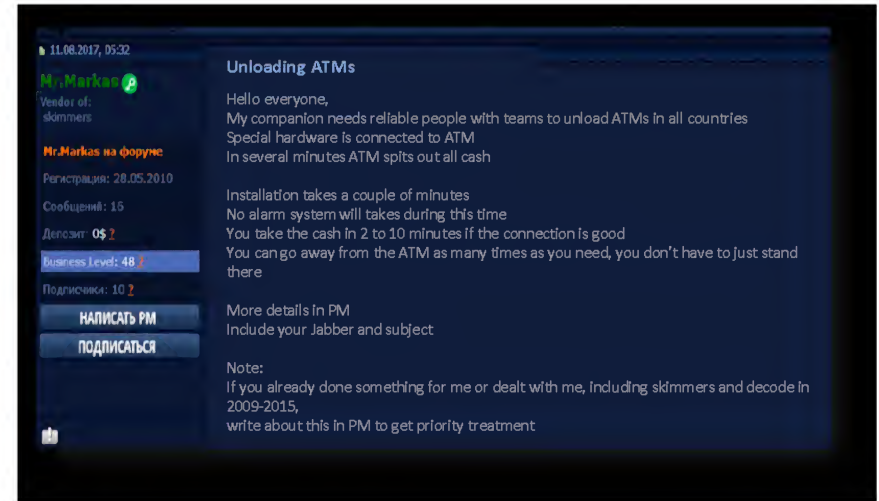 11.08.2017, 05:32
Mr.Markas
Vendor of:
skimmers
Mr.Markas на форуме
Регистрация: 28.05.2010
Сообщений: 15
Депозит: 0$ ?
Business Level: 48 ?
Подписчики: 10 ?
НАПИСАТЬ PM
ПОДПИСАТЬСЯ
Unloading ATMs
Hello everyone,
My companion needs reliable people with teams to unload ATMs in all countries
Special hardware is connected to ATM
In several minutes ATM spits out all cash
Installation takes a couple of minutes
No alarm system will takes during this time
You take the cash in 2 to 10 minutes if the connection is good
You can go away from the ATM as many times as you need, you don't have to just stand
there
More details in PM
Include your Jabber and subject
Note:
If you already done something for me or dealt with me, including skimmers and decode in
2009-2015,
write about this in PM to get priority treatment